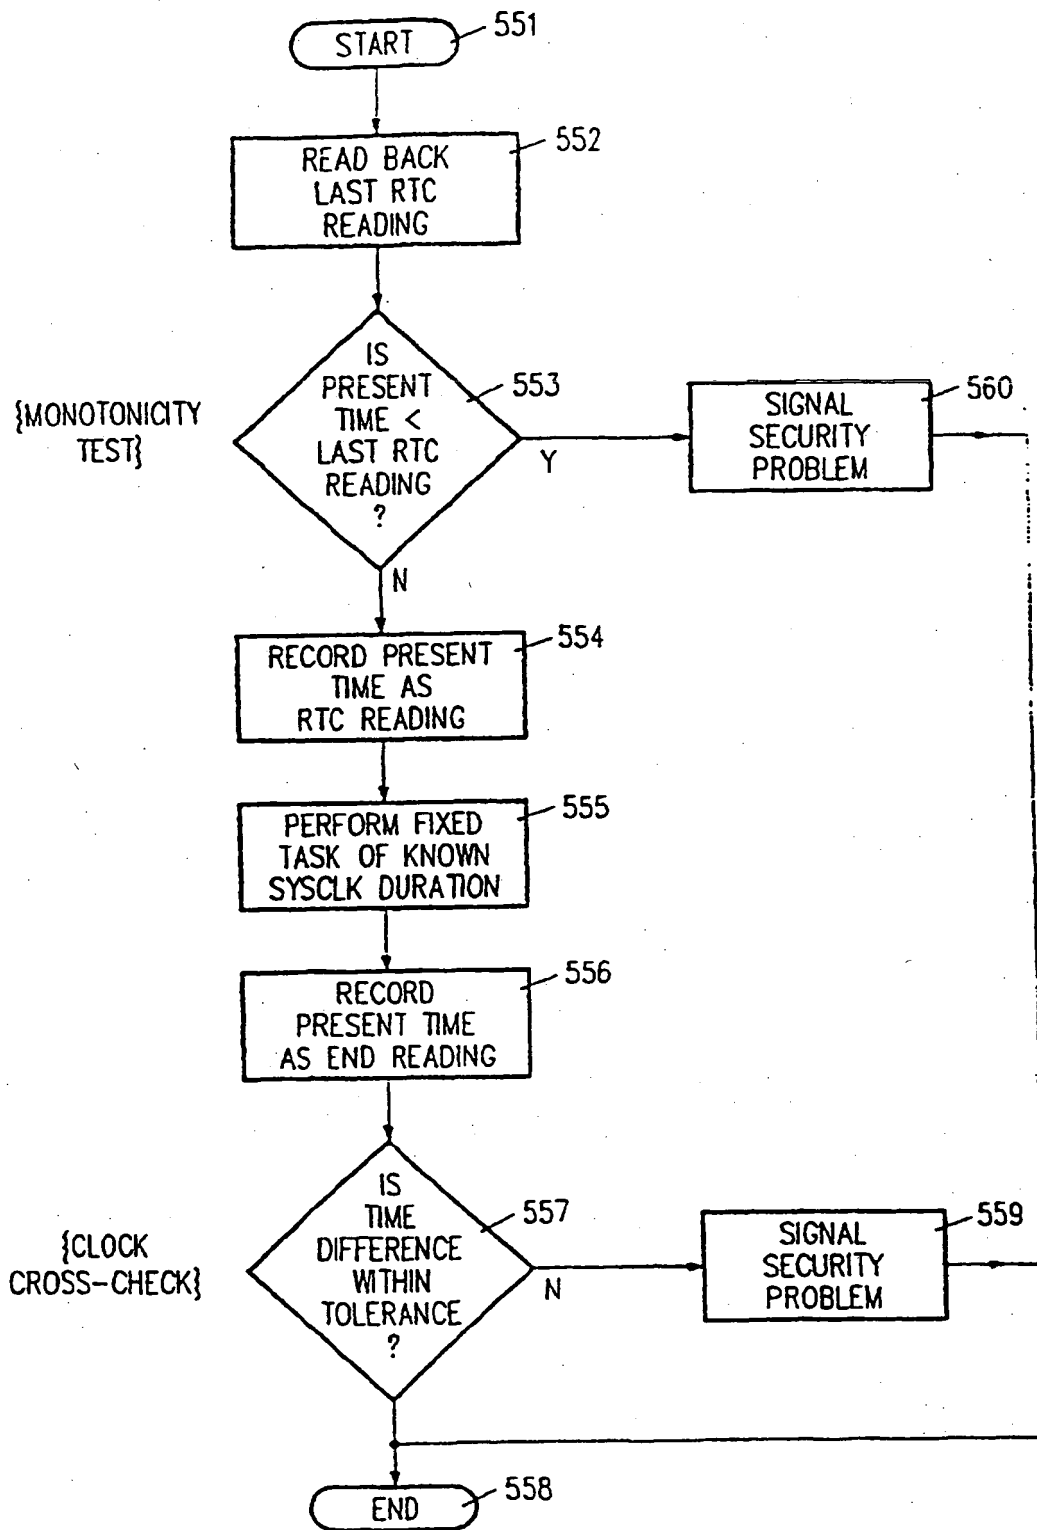 START
551
READ BACK
LAST RTC
READING
552
IS
PRESENT
TIME <
LAST RTC
READING
?
553
{MONOTONICITY
TEST}
Y
SIGNAL
SECURITY
PROBLEM
560
N
RECORD PRESENT
TIME AS
RTC READING
554
PERFORM FIXED
TASK OF KNOWN
SYSCLK DURATION
555
RECORD
PRESENT TIME
AS END READING
556
IS
TIME
DIFFERENCE
WITHIN
TOLERANCE
?
557
{CLOCK
CROSS-CHECK}
N
SIGNAL
SECURITY
PROBLEM
559
END
558